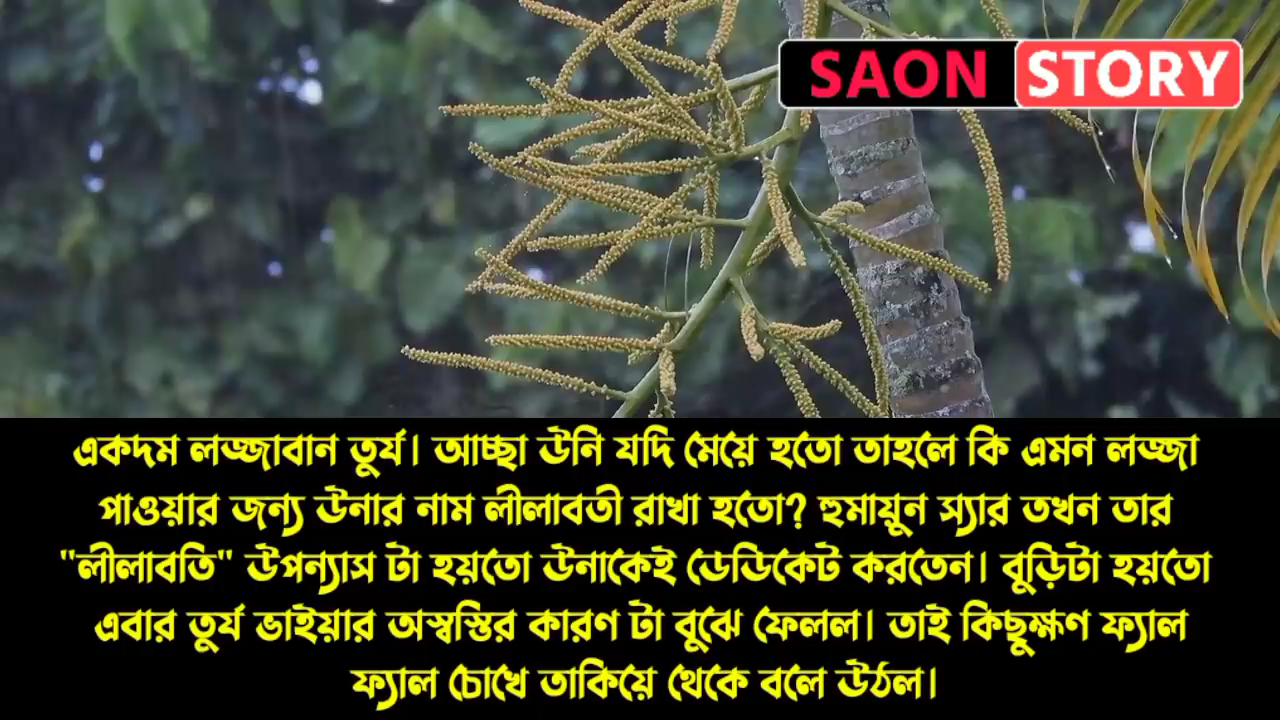 SAON STORY
একদম লজ্জাবান তুর্য। আচ্ছা উনি যদি মেয়ে হতো তাহলে কি এমন লজ্জা
পাওয়ার জন্য উনার নাম লীলাবতী রাখা হতো? হুমায়ূন স্যার তখন তার
"লীলাবতি" উপন্যাস টা হয়তো উনাকেই ডেডিকেট করতেন। বুড়িটা হয়তো
এবার তুর্য ভাইয়ার অস্বস্তির কারণ টা বুঝে ফেলল। তাই কিছুক্ষণ ফ্যাল
ফ্যাল চোখে তাকিয়ে থেকে বলে উঠল।